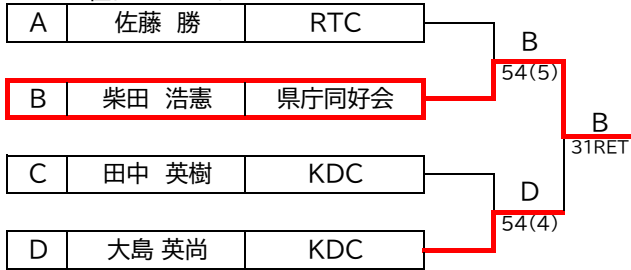 A 佐藤 勝 RTC
B
54(5)
B 柴田 浩憲 県庁同好会
B
31RET
C 田中 英樹 KDC
D
54(4)
D 大島 英尚 KDC